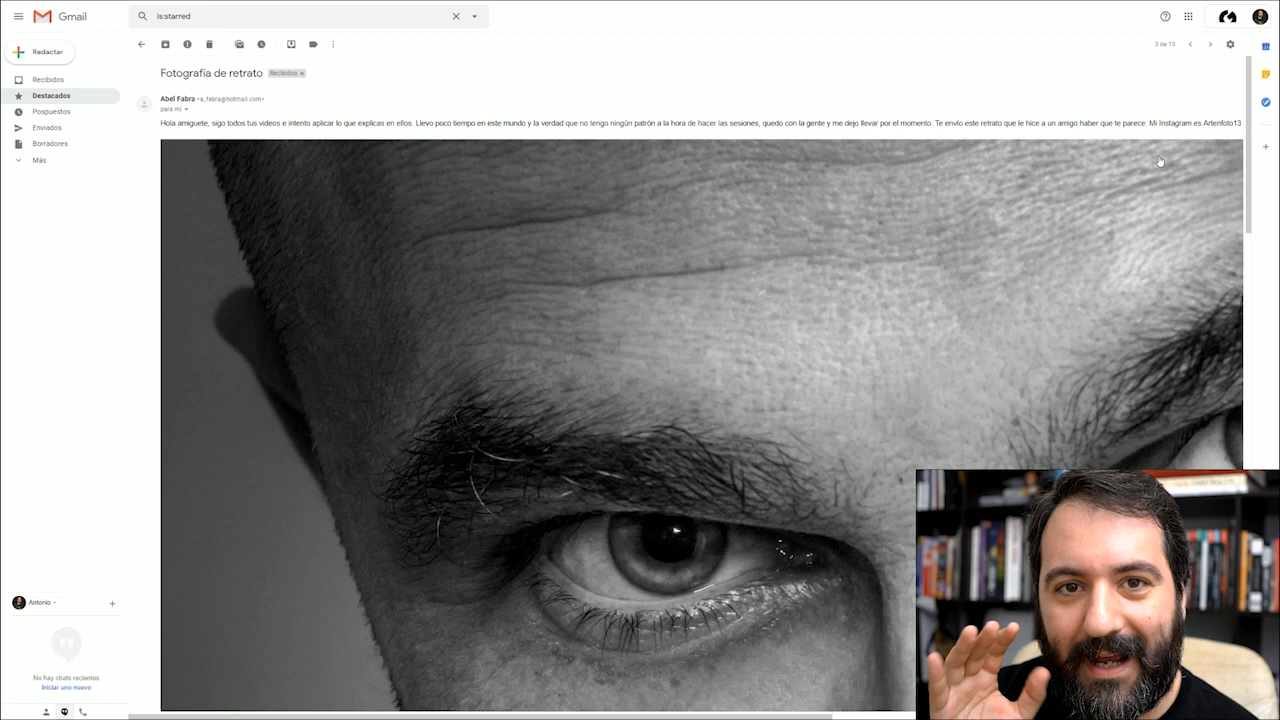 Gmail
is:starred
Redactar
3 de 15
Recibidos
Destacados
Pospuestos
Enviados
Borradores
Más
Fotografia de retrato Recibidos x
Abel Fabra <a_fabra@hotmail.com>
para mí
Hola amiguete, sigo todos tus videos e intento aplicar lo que explicas en ellos. Llevo poco tiempo en este mundo y la verdad que no tengo ningún patrón a la hora de hacer las sesiones, quedo con la gente y me dejo llevar por el momento. Te envío este retrato que le hice a un amigo haber que te parece. Mi Instagram es Artenfoto13
Antonio
No hay chats recientes
Iniciar uno nuevo